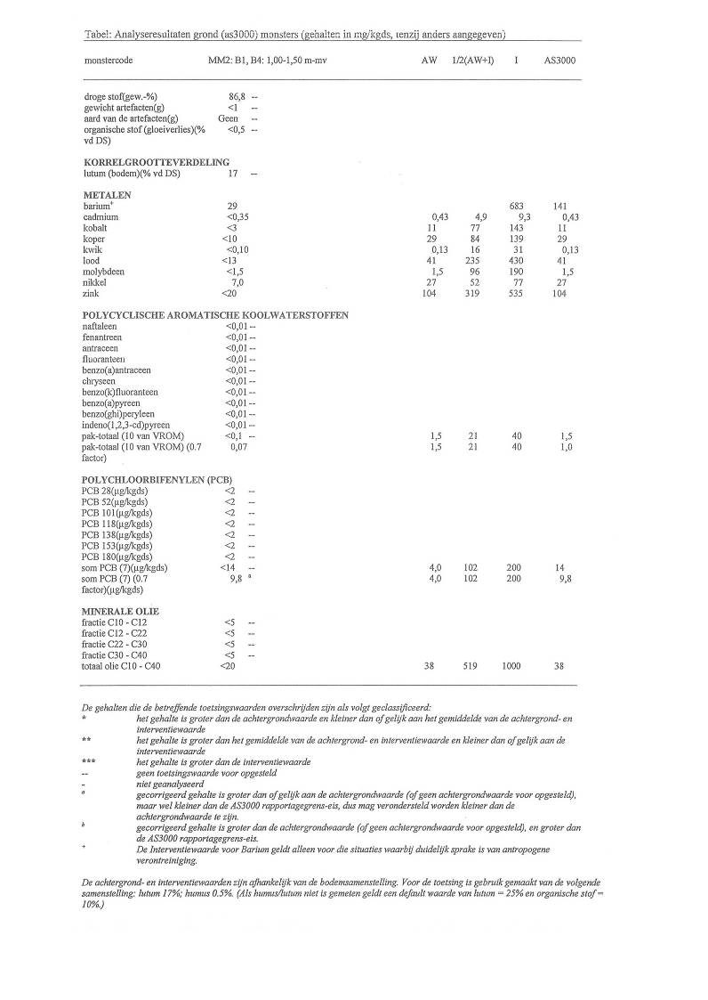 Tabel: Analyseresultaten grond (as3000) monsters (gehalten in mg/kgds, tenzij anders aangegeven)
monstercode MM2: B1, B4: 1,00-1,50 m-mv AW 1/2(AW+I) I AS3000
droge stof(gew.-%) 86,8 --
gewicht artefacten(g) <1 --
aard van de artefacten(g) Geen --
organische stof (gloeiverlies)(% <0,5 --
vd DS)
KORRELGROOTTEVERDELING
lutum (bodem)(% vd DS) 17 --
METALEN
barium+ 29 683 141
cadmium <0,35 0,43 4,9 9,3 0,43
kobalt <3 11 77 143 11
koper <10 29 84 139 29
kwik <0,10 0,13 16 31 0,13
lood <13 41 235 430 41
molybdeen <1,5 1,5 96 190 1,5
nikkel 7,0 27 52 77 27
zink <20 104 319 535 104
POLYCYCLISCHE AROMATISCHE KOOLWATERSTOFFEN
naftaleen <0,01 --
fenantreen <0,01 --
antraceen <0,01 --
fluoranteen <0,01 --
benzo(a)antraceen <0,01 --
chryseen <0,01 --
benzo(k)fluoranteen <0,01 --
benzo(a)pyreen <0,01 --
benzo(ghi)peryleen <0,01 --
indeno(1,2,3-cd)pyreen <0,01 --
pak-totaal (10 van VROM) <0,1 -- 1,5 21 40 1,5
pak-totaal (10 van VROM) (0.7 0,07 1,5 21 40 1,0
factor)
POLYCHLOORBIFENYLEN (PCB)
PCB 28(µg/kgds) <2 --
PCB 52(µg/kgds) <2 --
PCB 101(µg/kgds) <2 --
PCB 118(µg/kgds) <2 --
PCB 138(µg/kgds) <2 --
PCB 153(µg/kgds) <2 --
PCB 180(µg/kgds) <2 --
som PCB (7)(µg/kgds) <14 -- 4,0 102 200 14
som PCB (7) (0.7 9,8 a 4,0 102 200 9,8
factor)(µg/kgds)
MINERALE OLIE
fractie C10 - C12 <5 --
fractie C12 - C22 <5 --
fractie C22 - C30 <5 --
fractie C30 - C40 <5 --
totaal olie C10 - C40 <20 38 519 1000 38
De gehalten die de betreffende toetsingswaarden overschrijden zijn als volgt geclassificeerd:
* het gehalte is groter dan de achtergrondwaarde en kleiner dan of gelijk aan het gemiddelde van de achtergrond- en
interventiewaarde
** het gehalte is groter dan het gemiddelde van de achtergrond- en interventiewaarde en kleiner dan of gelijk aan de
interventiewaarde
*** het gehalte is groter dan de interventiewaarde
-- geen toetsingswaarde voor opgesteld
- niet geanalyseerd
a gecorrigeerd gehalte is groter dan of gelijk aan de achtergrondwaarde (of geen achtergrondwaarde voor opgesteld),
maar wel kleiner dan de AS3000 rapportagegrens-eis, dus mag verondersteld worden kleiner dan de
achtergrondwaarde te zijn.
b gecorrigeerd gehalte is groter dan de achtergrondwaarde (of geen achtergrondwaarde voor opgesteld), en groter dan
de AS3000 rapportagegrens-eis.
+ De Interventiewaarde voor Barium geldt alleen voor die situaties waarbij duidelijk sprake is van antropogene
verontreiniging.
De achtergrond- en interventiewaarden zijn afhankelijk van de bodemsamenstelling. Voor de toetsing is gebruik gemaakt van de volgende
samenstelling: lutum 17%; humus 0.5%. (Als humus/lutum niet is gemeten geldt een default waarde van lutum = 25% en organische stof =
10%.)